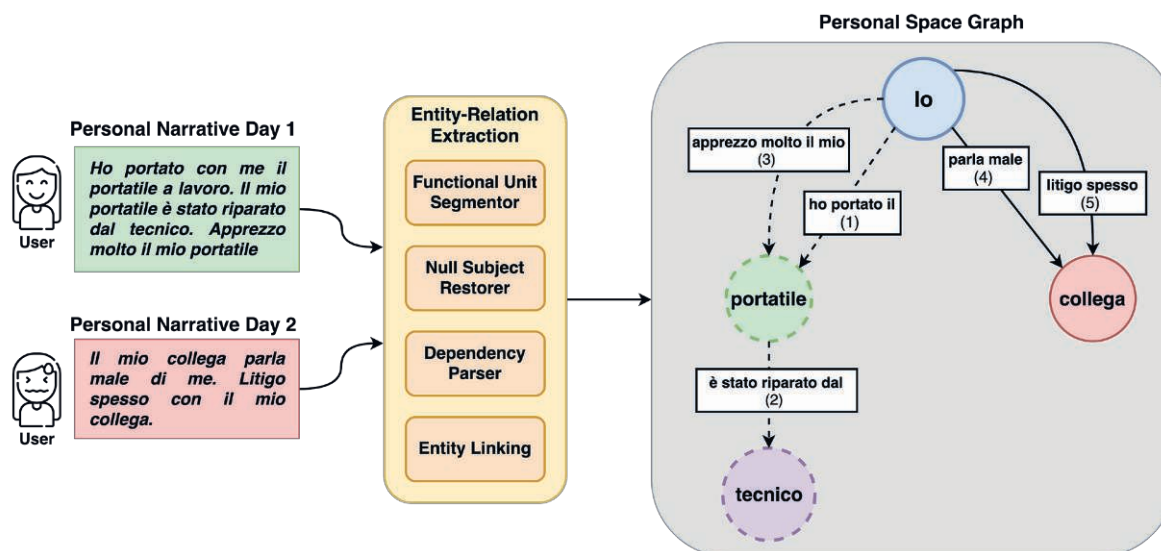 Personal Space Graph
Personal Narrative Day 1
Ho portato con me il
portatile a lavoro. Il mio
portatile è stato riparato
dal tecnico. Apprezzo
molto il mio portatile
User
Personal Narrative Day 2
Il mio collega parla
male di me. Litigo
spesso con il mio
collega.
User
Entity-Relation
Extraction
Functional Unit
Segmentor
Null Subject
Restorer
Dependency
Parser
Entity Linking
Io
apprezzo molto il mio
(3)
ho portato il
(1)
parla male
(4)
litigo spesso
(5)
portatile
collega
è stato riparato dal
(2)
tecnico